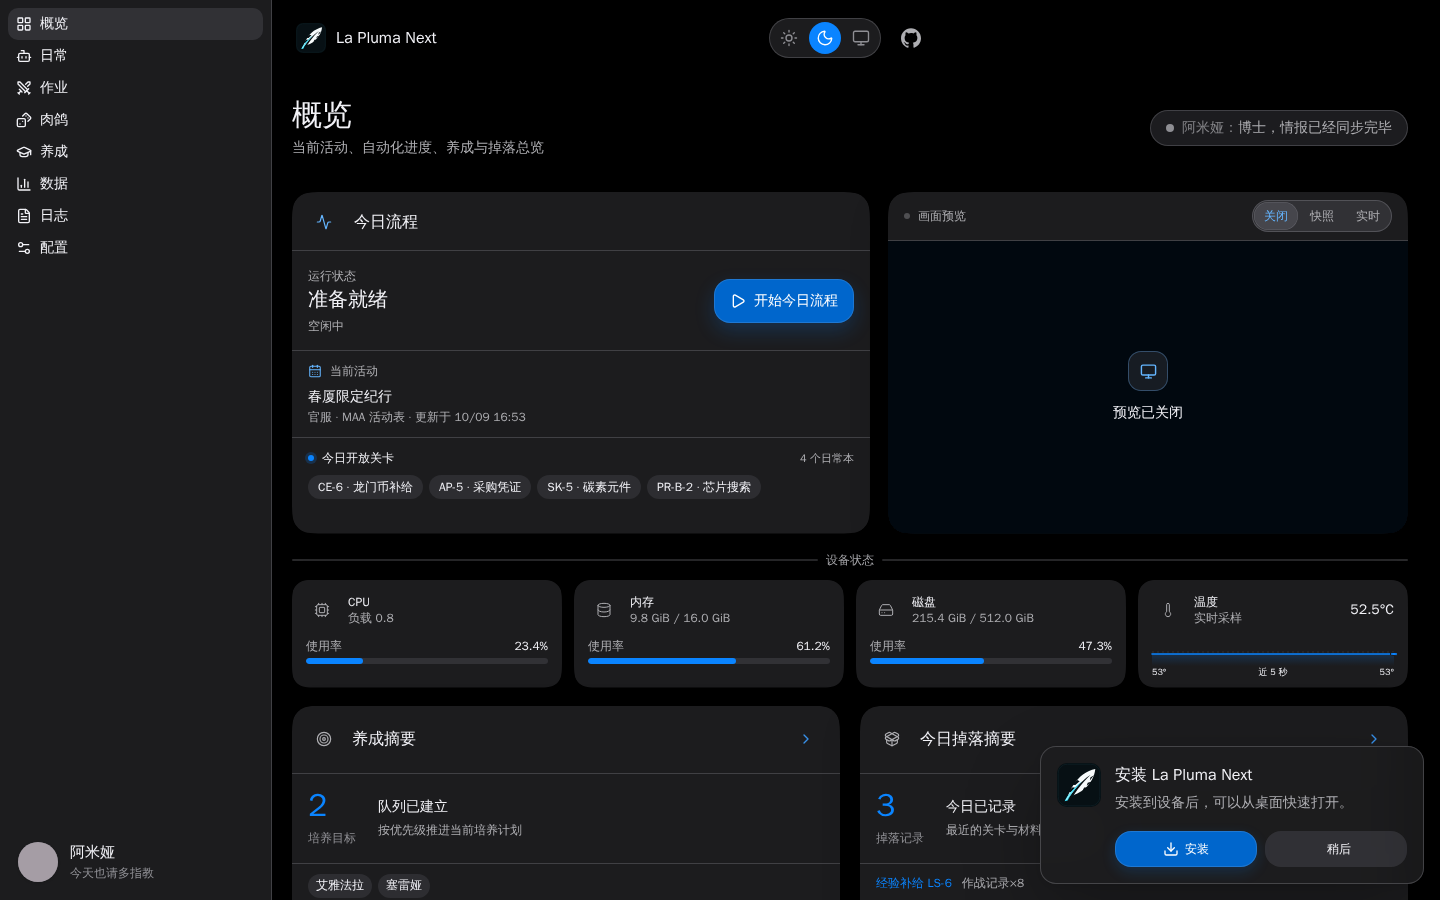 概览
日常
作业
肉鸽
养成
数据
日志
配置
阿米娅
今天也请多指教
La Pluma Next
概览
当前活动、自动化进度、养成与掉落总览
阿米娅：博士，情报已经同步完毕
今日流程
运行状态
准备就绪
空闲中
开始今日流程
当前活动
春厦限定纪行
官服 · MAA 活动表 · 更新于 10/09 16:53
今日开放关卡
4 个日常本
CE-6 · 龙门币补给
AP-5 · 采购凭证
SK-5 · 碳素元件
PR-B-2 · 芯片搜索
画面预览
关闭
快照
实时
预览已关闭
设备状态
CPU
负载 0.8
使用率
23.4%
内存
9.8 GiB / 16.0 GiB
使用率
61.2%
磁盘
215.4 GiB / 512.0 GiB
使用率
47.3%
温度
实时采样
52.5°C
53°
近 5 秒
53°
养成摘要
2
培养目标
队列已建立
按优先级推进当前培养计划
艾雅法拉
塞雷娅
今日掉落摘要
3
掉落记录
今日已记录
最近的关卡与材料
经验补给 LS-6 作战记录×8
安装 La Pluma Next
安装到设备后，可以从桌面快速打开。
安装
稍后